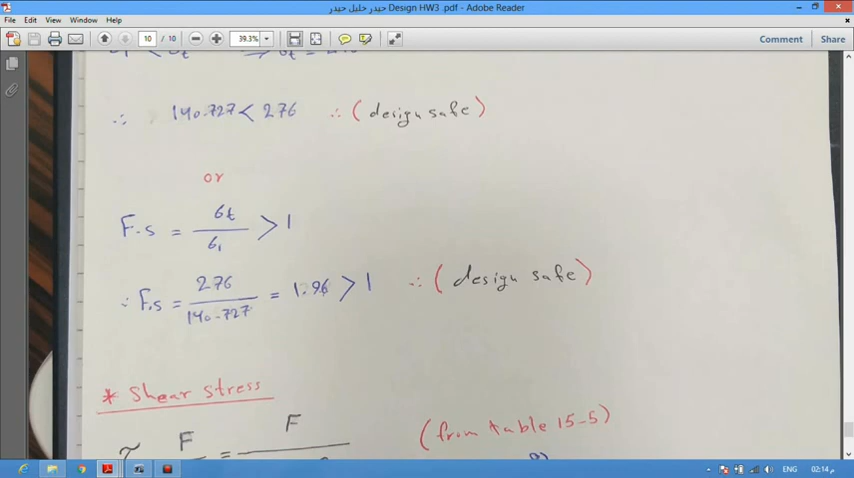 حيدر خليل حيدر Design HW3 .pdf - Adobe Reader
File Edit View Window Help
10 / 10 39.3% Comment Share
∴ 140.727 < 276 ∴ (design safe)
or
F.s = σt / σ1 > 1
∴ F.s = 276 / 140.727 = 1.96 > 1 ∴ (design safe)
* Shear stress
(from table 15-5)
τ F / = F /
ENG 02:14 م